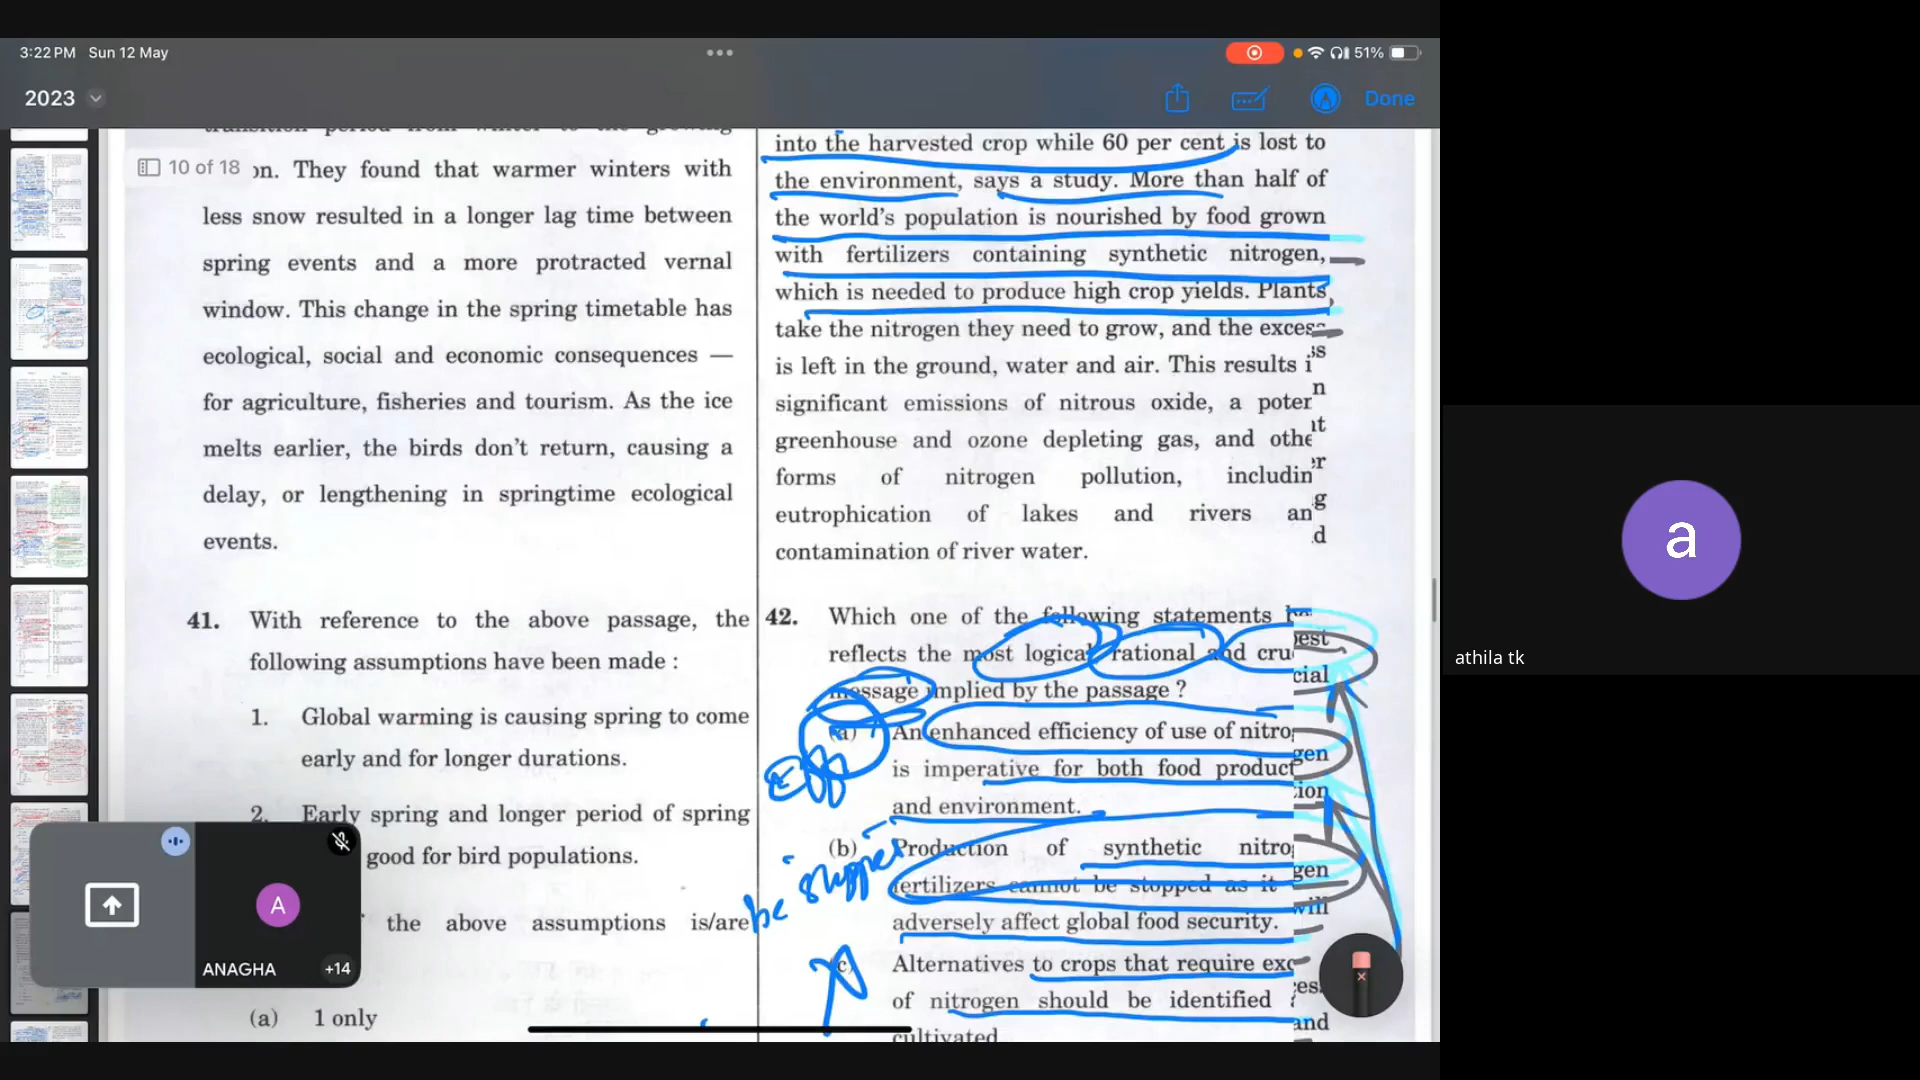 3:22 PM Sun 12 May
51%
2023
Done
10 of 18
transition period from winter to the growing
on. They found that warmer winters with
less snow resulted in a longer lag time between
spring events and a more protracted vernal
window. This change in the spring timetable has
ecological, social and economic consequences —
for agriculture, fisheries and tourism. As the ice
melts earlier, the birds don't return, causing a
delay, or lengthening in springtime ecological
events.
41. With reference to the above passage, the
following assumptions have been made :
1. Global warming is causing spring to come
early and for longer durations.
2. Early spring and longer period of spring
good for bird populations.
the above assumptions is/are
(a) 1 only
into the harvested crop while 60 per cent is lost to
the environment, says a study. More than half of
the world's population is nourished by food grown
with fertilizers containing synthetic nitrogen,
which is needed to produce high crop yields. Plants
take the nitrogen they need to grow, and the excess
is left in the ground, water and air. This results in
significant emissions of nitrous oxide, a potent
greenhouse and ozone depleting gas, and other
forms of nitrogen pollution, including
eutrophication of lakes and rivers and
contamination of river water.
42. Which one of the following statements best
reflects the most logical, rational and crucial
message implied by the passage ?
(a) An enhanced efficiency of use of nitrogen
is imperative for both food production
and environment.
Eff
(b) Production of synthetic nitrogen
fertilizers cannot be stopped as it will
adversely affect global food security.
be stopped
(c) Alternatives to crops that require excess
of nitrogen should be identified and
cultivated
A
ANAGHA
+14
a
athila tk